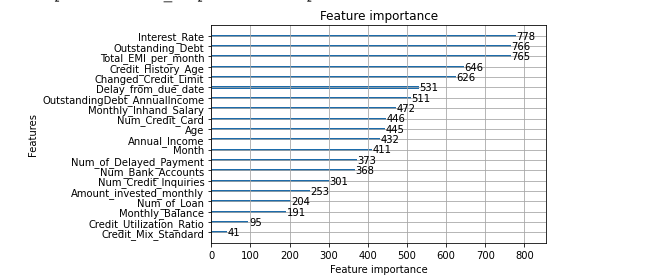 Feature importance
Interest_Rate 778
Outstanding_Debt 766
Total_EMI_per_month 765
Credit_History_Age 646
Changed_Credit_Limit 626
Delay_from_due_date 531
OutstandingDebt_AnnualIncome 511
Monthly_Inhand_Salary 472
Num_Credit_Card 446
Age 445
Annual_Income 432
Month 411
Num_of_Delayed_Payment 373
Num_Bank_Accounts 368
Num_Credit_Inquiries 301
Amount_invested_monthly 253
Num_of_Loan 204
Monthly_Balance 191
Credit_Utilization_Ratio 95
Credit_Mix_Standard 41
Features
0 100 200 300 400 500 600 700 800
Feature importance